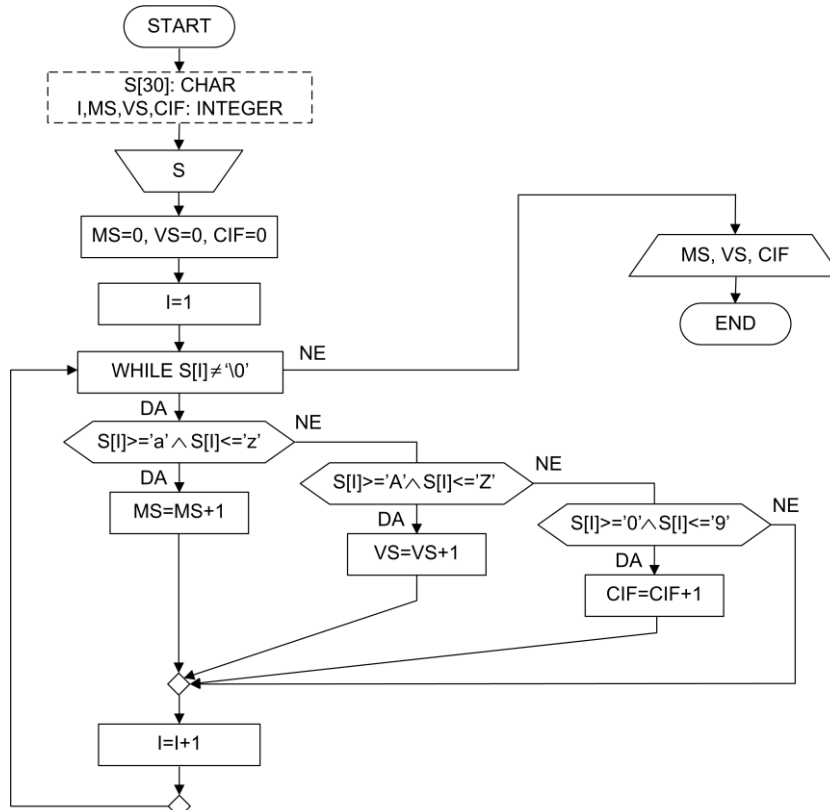 START
S[30]: CHAR
I,MS,VS,CIF: INTEGER
S
MS=0, VS=0, CIF=0
I=1
WHILE S[I]≠'\0'
NE
MS, VS, CIF
END
DA
S[I]>='a' ∧ S[I]<='z'
NE
DA
MS=MS+1
S[I]>='A'∧S[I]<='Z'
NE
DA
VS=VS+1
S[I]>='0'∧S[I]<='9'
NE
DA
CIF=CIF+1
I=I+1